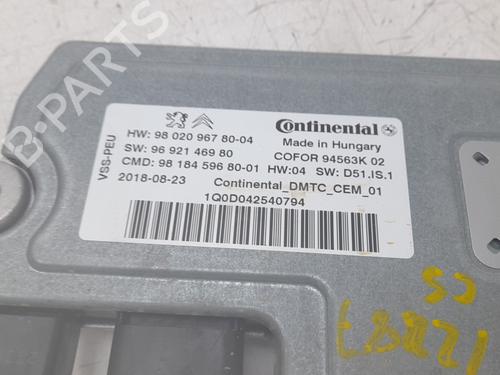 B-PARTS
Continental
Made in Hungary
HW: 98 020 967 80-04
COFOR 94563K 02
SW: 96 921 469 80
HW:04 SW: D51.IS.1
CMD: 98 184 596 80-01
2018-08-23
Continental_DMTC_CEM_01
1Q0D042540794
VSS-PEU